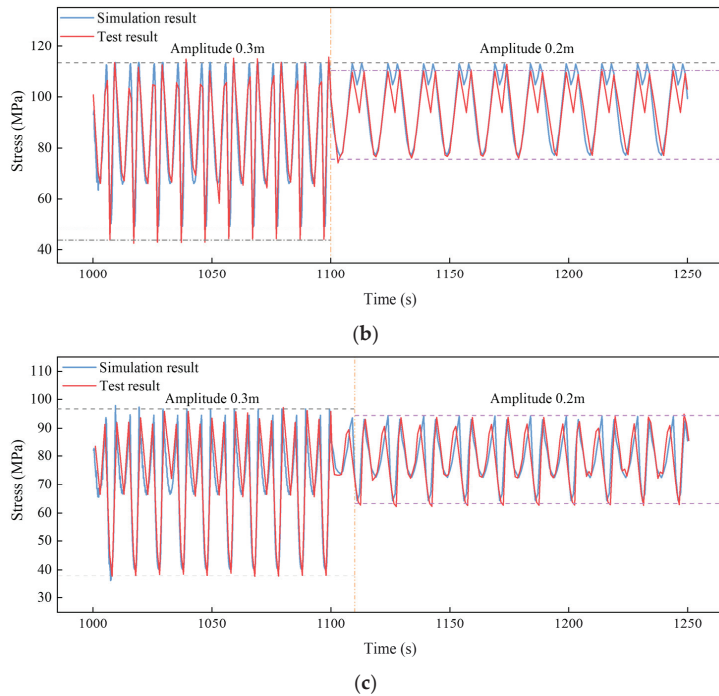 Simulation result
Test result
Amplitude 0.3m
Amplitude 0.2m
120
100
80
60
40
Stress (MPa)
1000
1050
1100
1150
1200
1250
Time (s)
(b)
Simulation result
Test result
Amplitude 0.3m
Amplitude 0.2m
110
100
90
80
70
60
50
40
30
Stress (MPa)
1000
1050
1100
1150
1200
1250
Time (s)
(c)